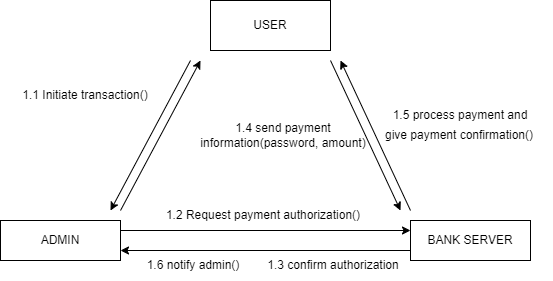 USER
1.1 Initiate transaction()
1.4 send payment
information(password, amount)
1.5 process payment and
give payment confirmation()
1.2 Request payment authorization()
ADMIN
BANK SERVER
1.6 notify admin()
1.3 confirm authorization